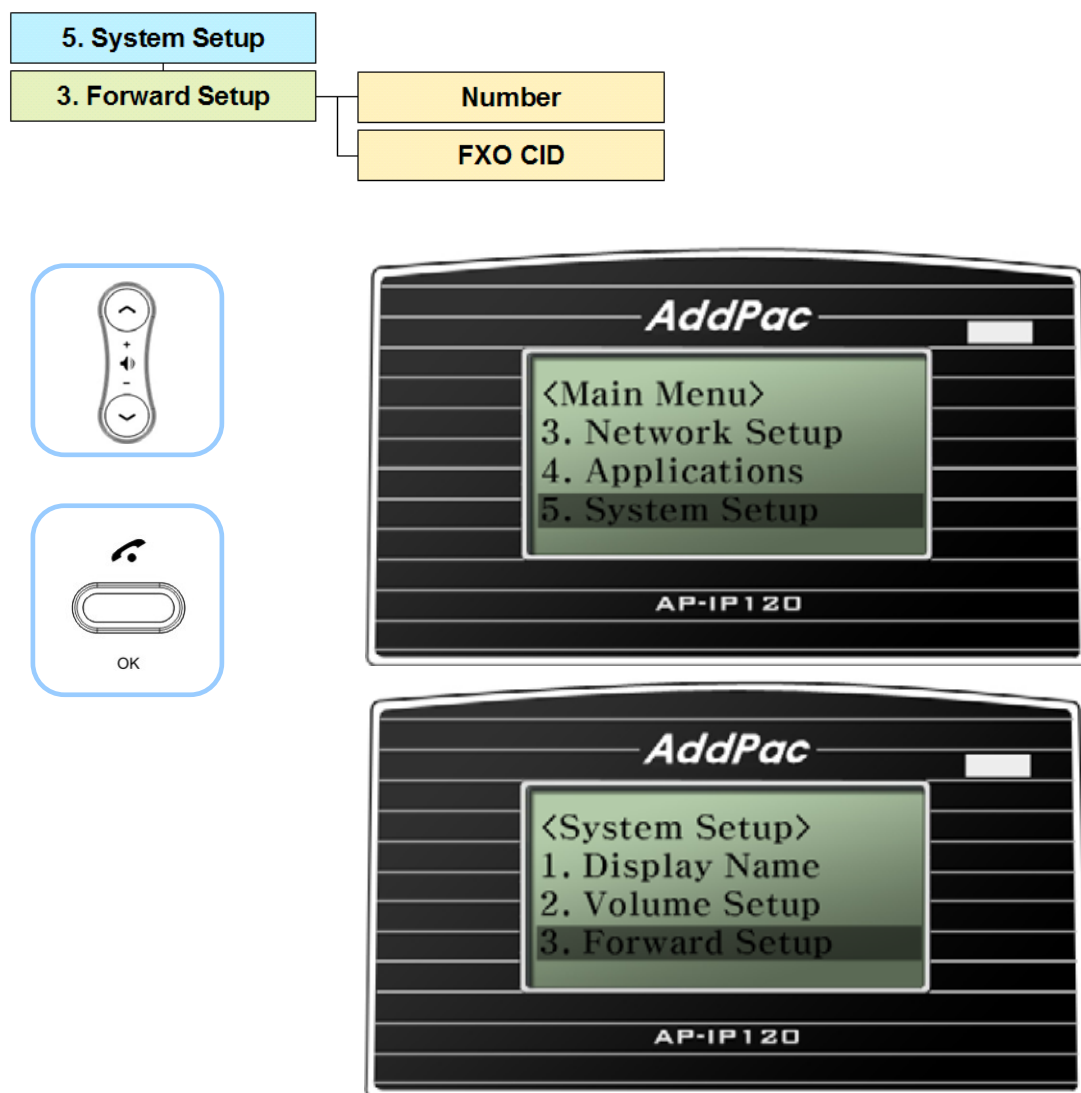 5. System Setup
3. Forward Setup
Number
FXO CID
+
-
OK
AddPac
<Main Menu>
3. Network Setup
4. Applications
5. System Setup
AP-IP120
AddPac
<System Setup>
1. Display Name
2. Volume Setup
3. Forward Setup
AP-IP120